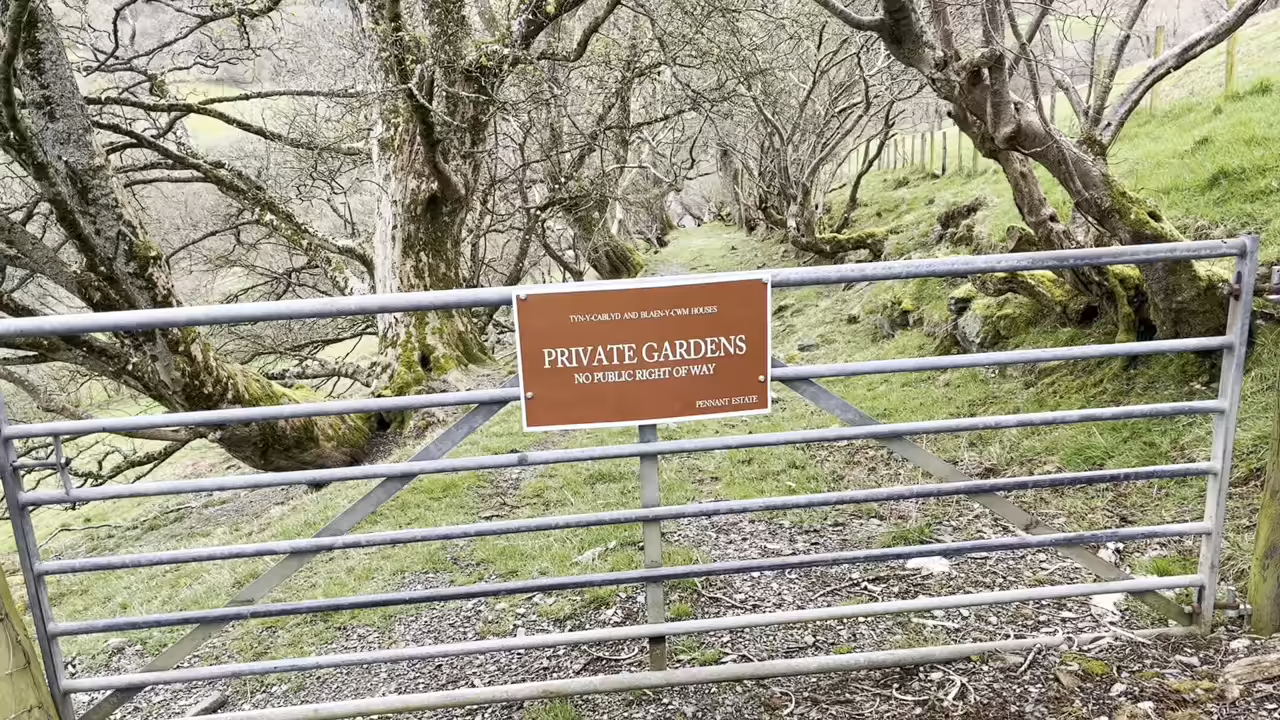 TYN-Y-CABLYD AND BLAEN-Y-CWM HOUSES
PRIVATE GARDENS
NO PUBLIC RIGHT OF WAY
PENNANT ESTATE